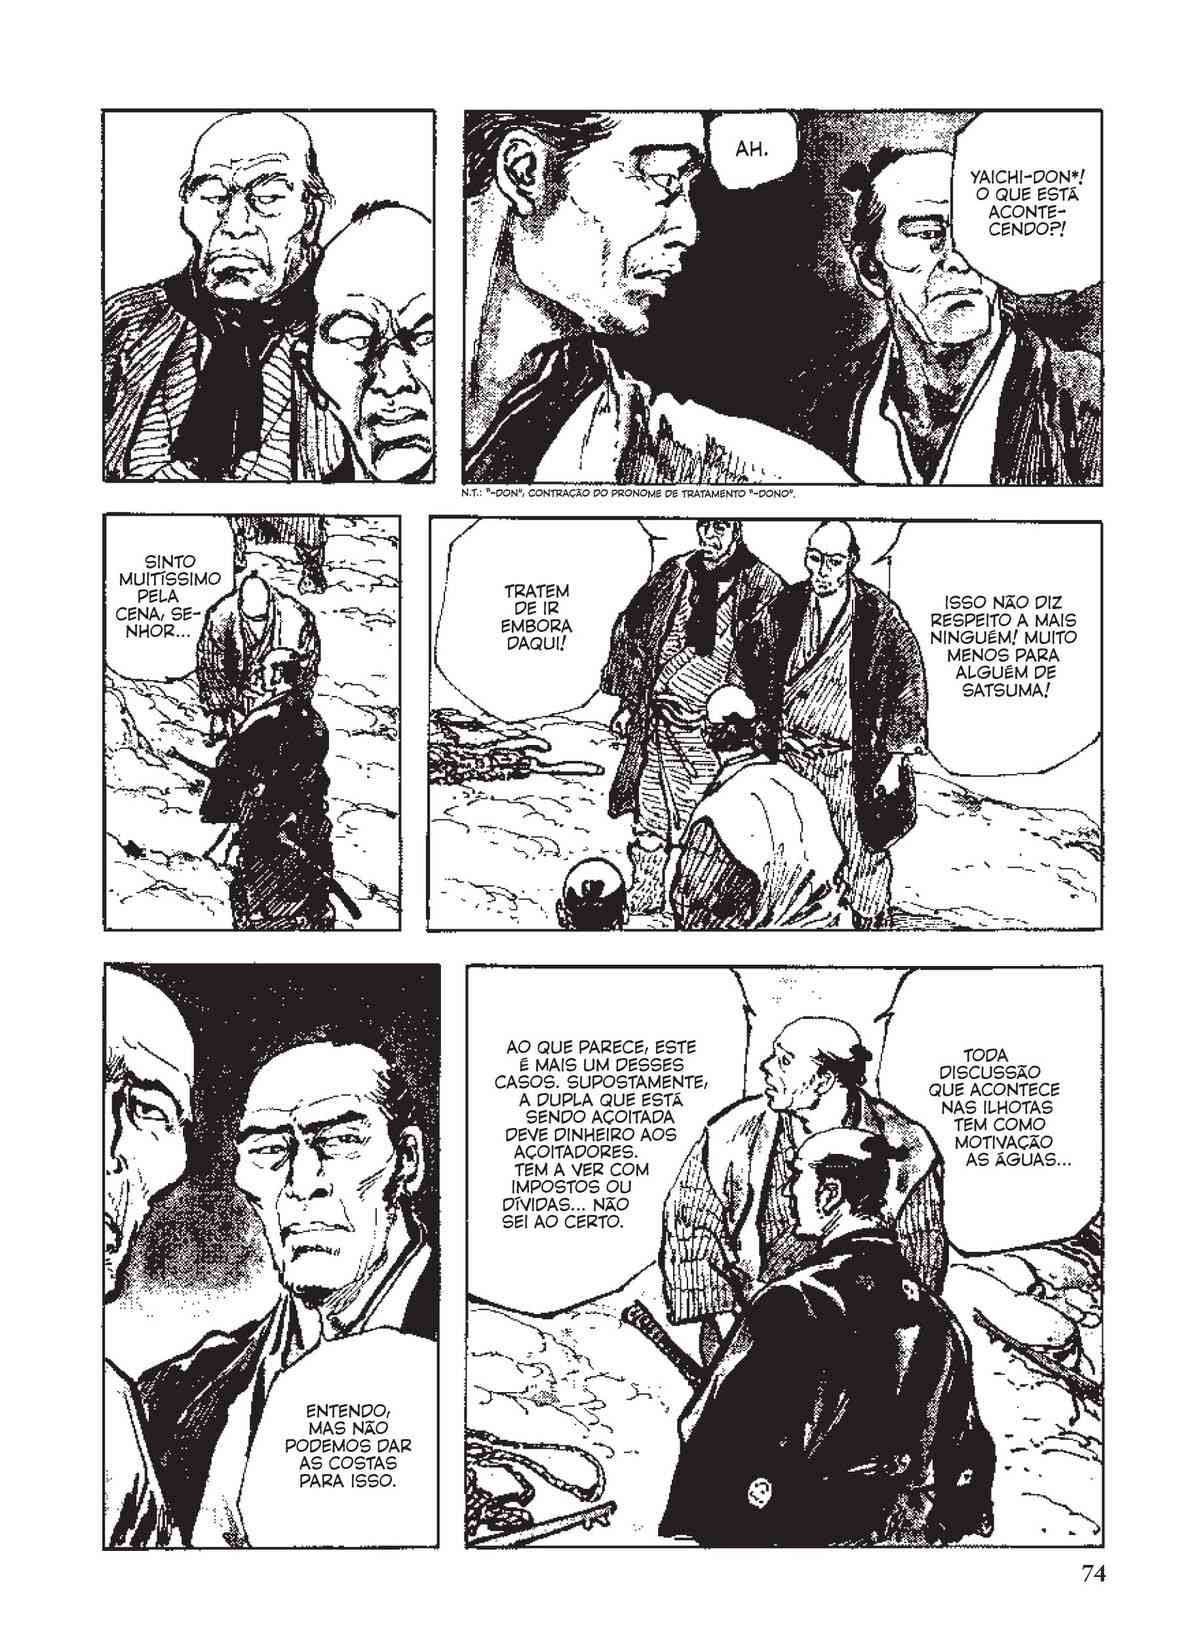 YAICHI-DON*!
O QUE ESTÁ
ACONTE-
CENDO?!
AH.
N.T.: "-DON", CONTRAÇÃO DO PRONOME DE TRATAMENTO "-DONO".
ISSO NÃO DIZ
RESPEITO A MAIS
NINGUÉM! MUITO
MENOS PARA
ALGUÉM DE
SATSUMA!
TRATEM
DE IR
EMBORA
DAQUI!
SINTO
MUITÍSSIMO
PELA
CENA, SE-
NHOR...
TODA
DISCUSSÃO
QUE ACONTECE
NAS ILHOTAS
TEM COMO
MOTIVAÇÃO
AS ÁGUAS...
AO QUE PARECE, ESTE
É MAIS UM DESSES
CASOS. SUPOSTAMENTE,
A DUPLA QUE ESTÁ
SENDO AÇOITADA
DEVE DINHEIRO AOS
AÇOITADORES.
TEM A VER COM
IMPOSTOS OU
DÍVIDAS... NÃO
SEI AO CERTO.
ENTENDO,
MAS NÃO
PODEMOS DAR
AS COSTAS
PARA ISSO.
74